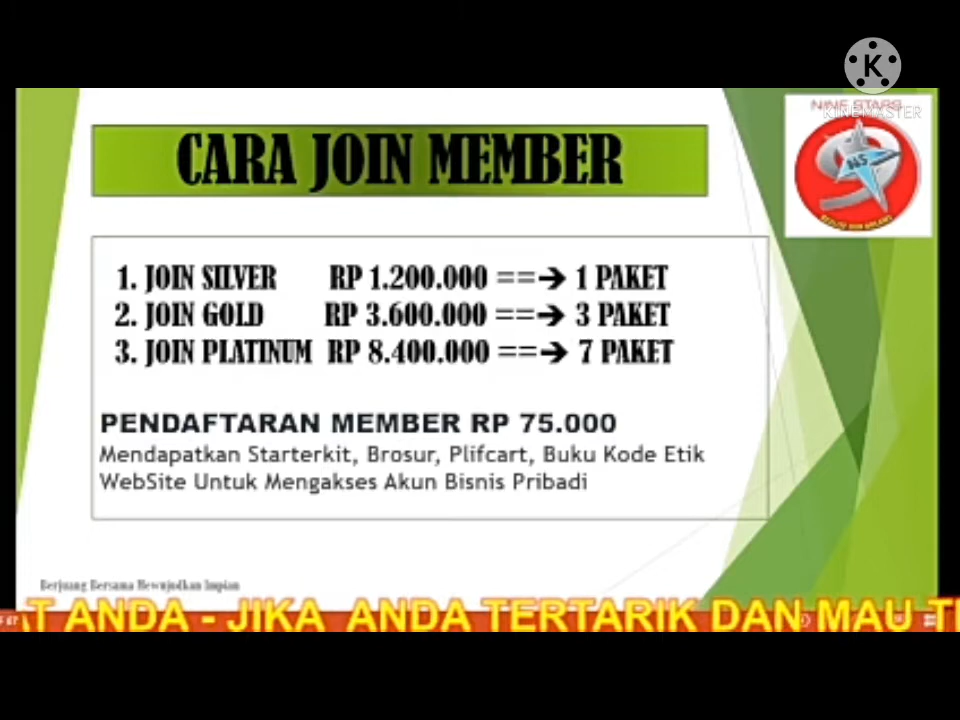 K
KINEMASTER
NINE STARS
CARA JOIN MEMBER
NS
1. JOIN SILVER RP 1.200.000 ==➔ 1 PAKET
2. JOIN GOLD RP 3.600.000 ==➔ 3 PAKET
3. JOIN PLATINUM RP 8.400.000 ==➔ 7 PAKET
PENDAFTARAN MEMBER RP 75.000
Mendapatkan Starterkit, Brosur, Plifcart, Buku Kode Etik
WebSite Untuk Mengakses Akun Bisnis Pribadi
Berjuang Bersama Mewujudkan Impian
AT ANDA - JIKA ANDA TERTARIK DAN MAU